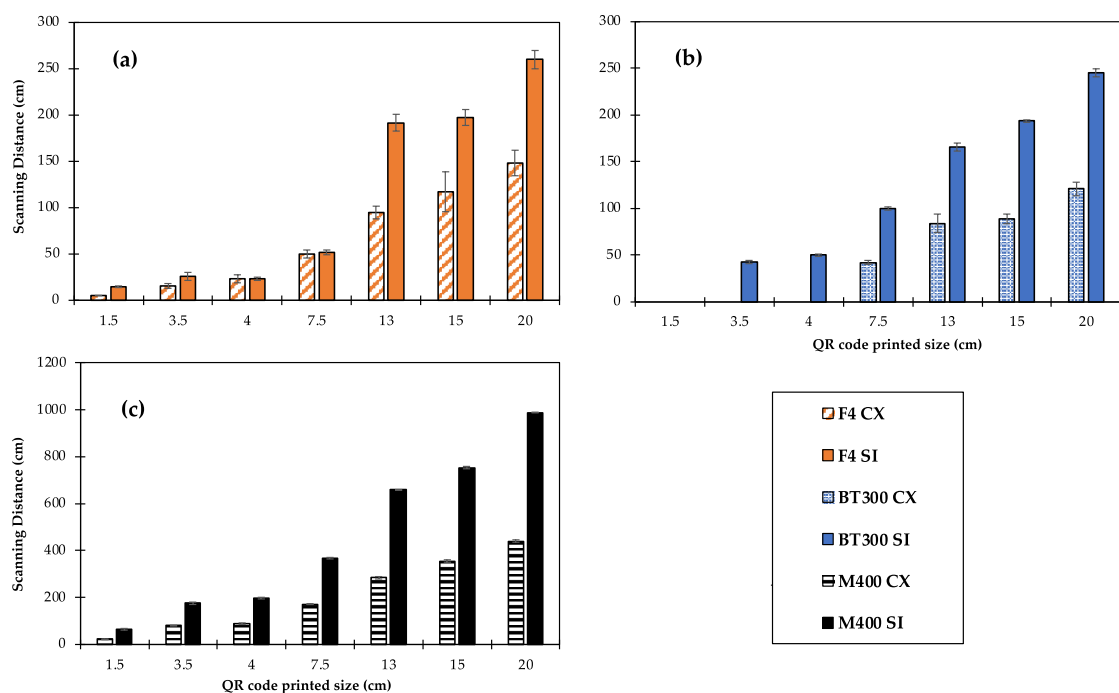 (a)
Scanning Distance (cm)
300
250
200
150
100
50
0
1.5 3.5 4 7.5 13 15 20
(b)
300
250
200
150
100
50
0
1.5 3.5 4 7.5 13 15 20
QR code printed size (cm)
(c)
Scanning Distance (cm)
1200
1000
800
600
400
200
0
1.5 3.5 4 7.5 13 15 20
QR code printed size (cm)
F4 CX
F4 SI
BT300 CX
BT300 SI
M400 CX
M400 SI